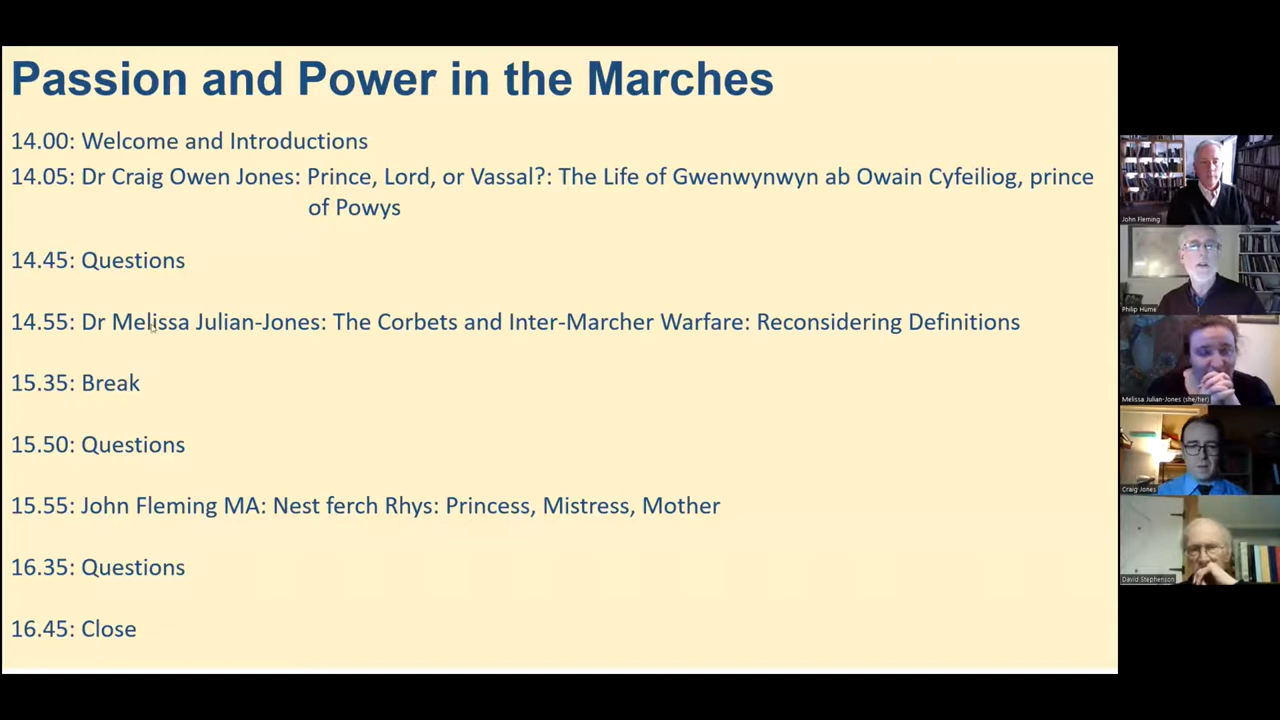 Passion and Power in the Marches
14.00: Welcome and Introductions
14.05: Dr Craig Owen Jones: Prince, Lord, or Vassal?: The Life of Gwenwynwyn ab Owain Cyfeiliog, prince
of Powys
14.45: Questions
14.55: Dr Melissa Julian-Jones: The Corbets and Inter-Marcher Warfare: Reconsidering Definitions
15.35: Break
15.50: Questions
15.55: John Fleming MA: Nest ferch Rhys: Princess, Mistress, Mother
16.35: Questions
16.45: Close
John Fleming
Philip Hume
Melissa Julian-Jones (she/her)
Craig Jones
David Stephenson